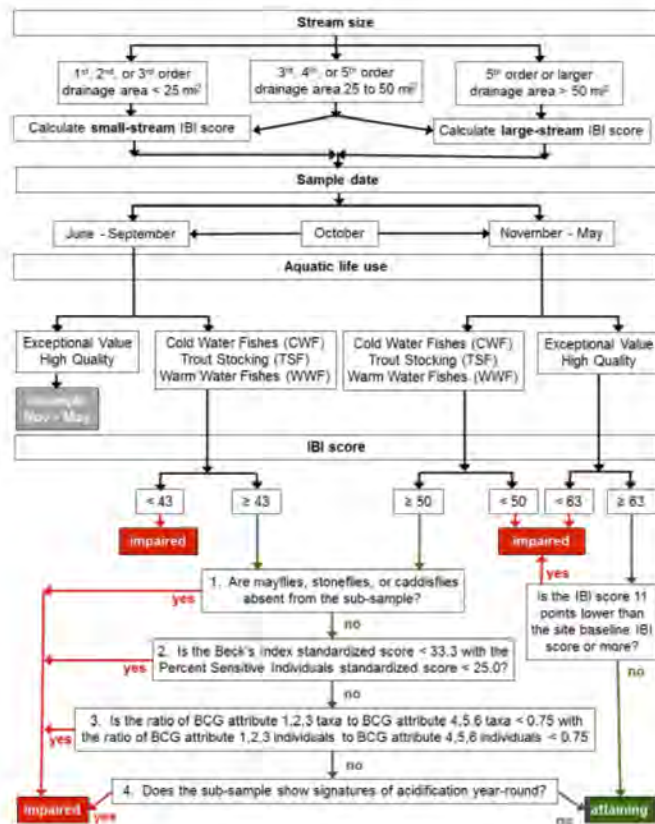 Stream size
1st, 2nd, or 3rd order
drainage area < 25 mi²
3rd, 4th, or 5th order
drainage area 25 to 50 mi²
5th order or larger
drainage area > 50 mi²
Calculate small-stream IBI score
Calculate large-stream IBI score
Sample date
June - September
October
November - May
Aquatic life use
Exceptional Value
High Quality
Cold Water Fishes (CWF)
Trout Stocking (TSF)
Warm Water Fishes (WWF)
Cold Water Fishes (CWF)
Trout Stocking (TSF)
Warm Water Fishes (WWF)
Exceptional Value
High Quality
Nov - May
IBI score
< 43
≥ 43
≥ 50
< 50
< 63
≥ 63
impaired
impaired
yes
1. Are mayflies, stoneflies, or caddisflies
absent from the sub-sample?
yes
Is the IBI score 11
points lower than
the site baseline IBI
score or more?
no
no
2. Is the Beck's index standardized score < 33.3 with the
Percent Sensitive Individuals standardized score < 25.0?
yes
no
3. Is the ratio of BCG attribute 1,2,3 taxa to BCG attribute 4,5,6 taxa < 0.75 with
the ratio of BCG attribute 1,2,3 individuals to BCG attribute 4,5,6 individuals < 0.75
yes
no
4. Does the sub-sample show signatures of acidification year-round?
impaired
yes
no
attaining